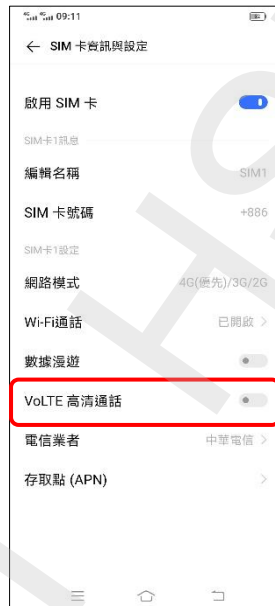 4G 4G 09:11
← SIM 卡資訊與設定
啟用 SIM 卡
SIM卡1訊息
編輯名稱 SIM1
SIM 卡號碼 +886
SIM卡1設定
網路模式 4G(優先)/3G/2G
Wi-Fi通話 已開啟 >
數據漫遊
VoLTE 高清通話
電信業者 中華電信 >
存取點 (APN) >